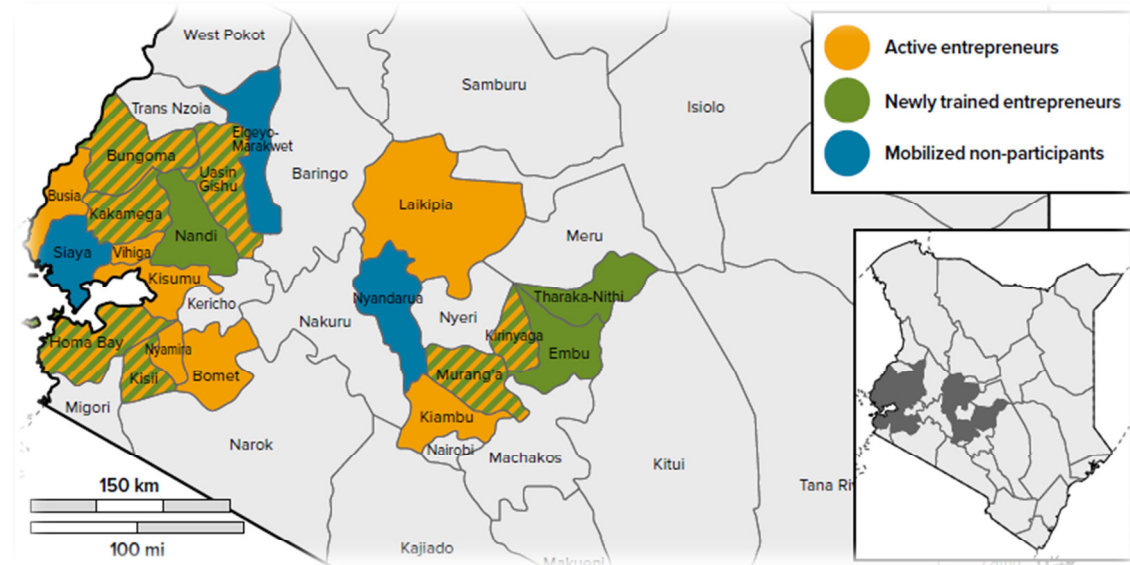 West Pokot
Samburu
Isiolo
Trans Nzoia
Elgeyo-
Marakwet
Bungoma
Uasin
Gishu
Baringo
Busia
Kakamega
Nandi
Laikipia
Meru
Siaya
Vihiga
Kisumu
Kericho
Nyandarua
Nyeri
Tharaka-Nithi
Nakuru
Kirinyaga
Embu
Homa Bay
Nyamira
Kisii
Bomet
Murang'a
Migori
Kiambu
Narok
Nairobi
Machakos
Kitui
Tana Riv
Kajiado
Makueni
Active entrepreneurs
Newly trained entrepreneurs
Mobilized non-participants
150 km
100 mi